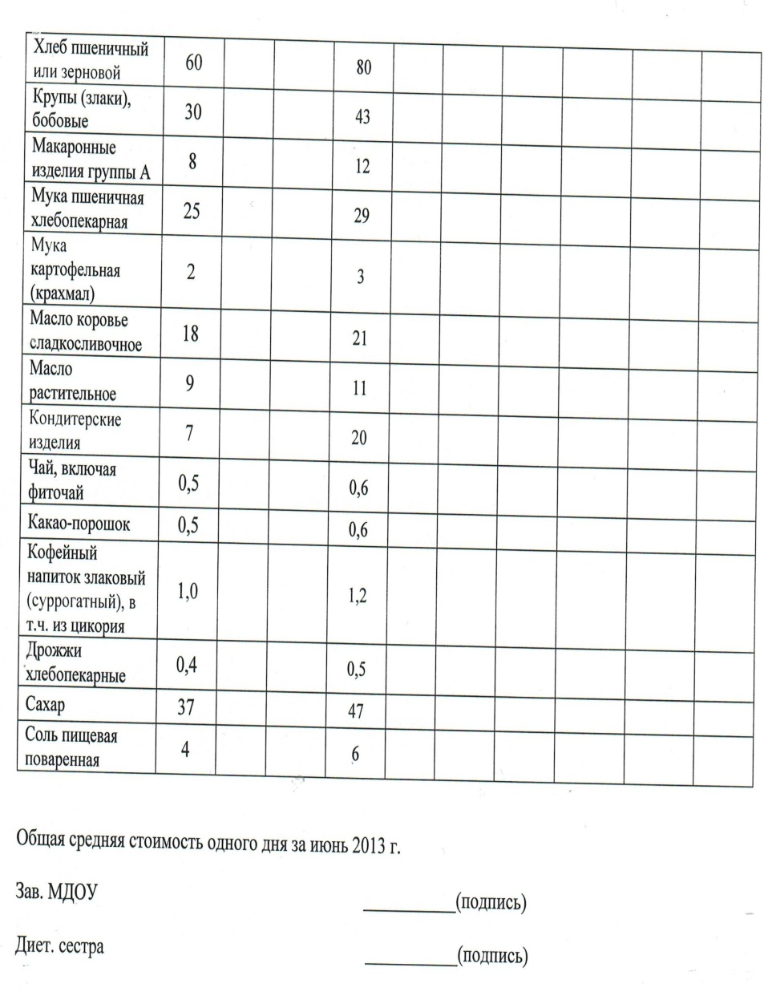 Хлеб пшеничный
или зерновой
60
80
Крупы (злаки),
бобовые
30
43
Макаронные
изделия группы А
8
12
Мука пшеничная
хлебопекарная
25
29
Мука
картофельная
(крахмал)
2
3
Масло коровье
сладкосливочное
18
21
Масло
растительное
9
11
Кондитерские
изделия
7
20
Чай, включая
фиточай
0,5
0,6
Какао-порошок
0,5
0,6
Кофейный
напиток злаковый
(суррогатный), в
т.ч. из цикория
1,0
1,2
Дрожжи
хлебопекарные
0,4
0,5
Сахар
37
47
Соль пищевая
поваренная
4
6
Общая средняя стоимость одного дня за июнь 2013 г.
Зав. МДОУ
__________(подпись)
Диет. сестра
__________(подпись)